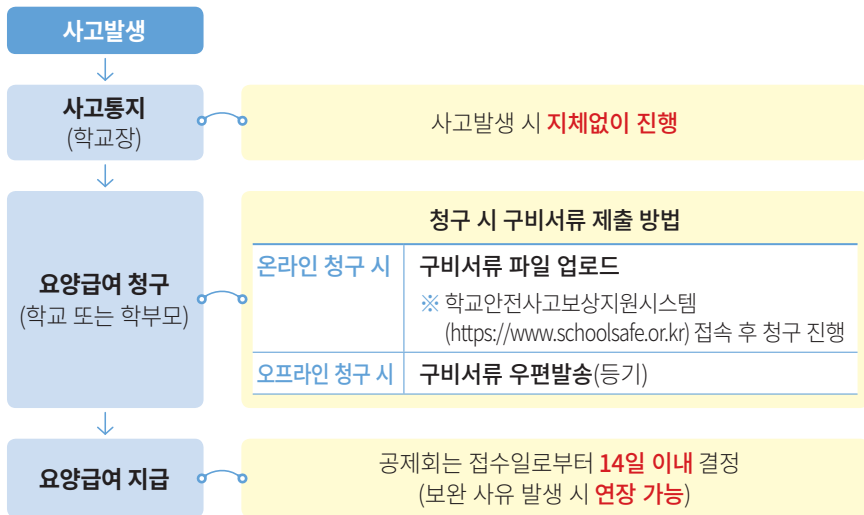 사고발생
사고통지
(학교장)
사고발생 시 지체없이 진행
요양급여 청구
(학교 또는 학부모)
청구 시 구비서류 제출 방법
온라인 청구 시
구비서류 파일 업로드
※ 학교안전사고보상지원시스템
(https://www.schoolsafe.or.kr) 접속 후 청구 진행
오프라인 청구 시
구비서류 우편발송(등기)
요양급여 지급
공제회는 접수일로부터 14일 이내 결정
(보완 사유 발생 시 연장 가능)